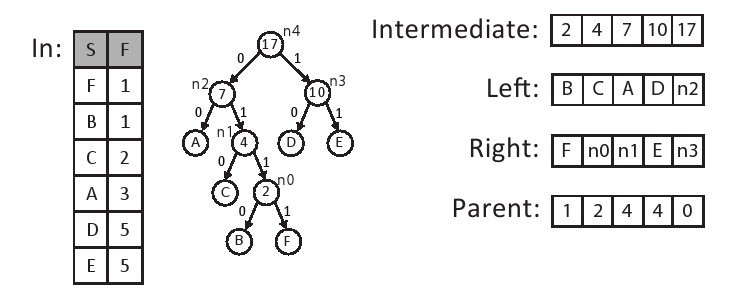 In:
S F
F 1
B 1
C 2
A 3
D 5
E 5
n4
17
0 1
n2 7
10 n3
0 1 0 1
A n1 4 D E
0 1
C 2 n0
0 1
B F
Intermediate: 2 4 7 10 17
Left: B C A D n2
Right: F n0 n1 E n3
Parent: 1 2 4 4 0